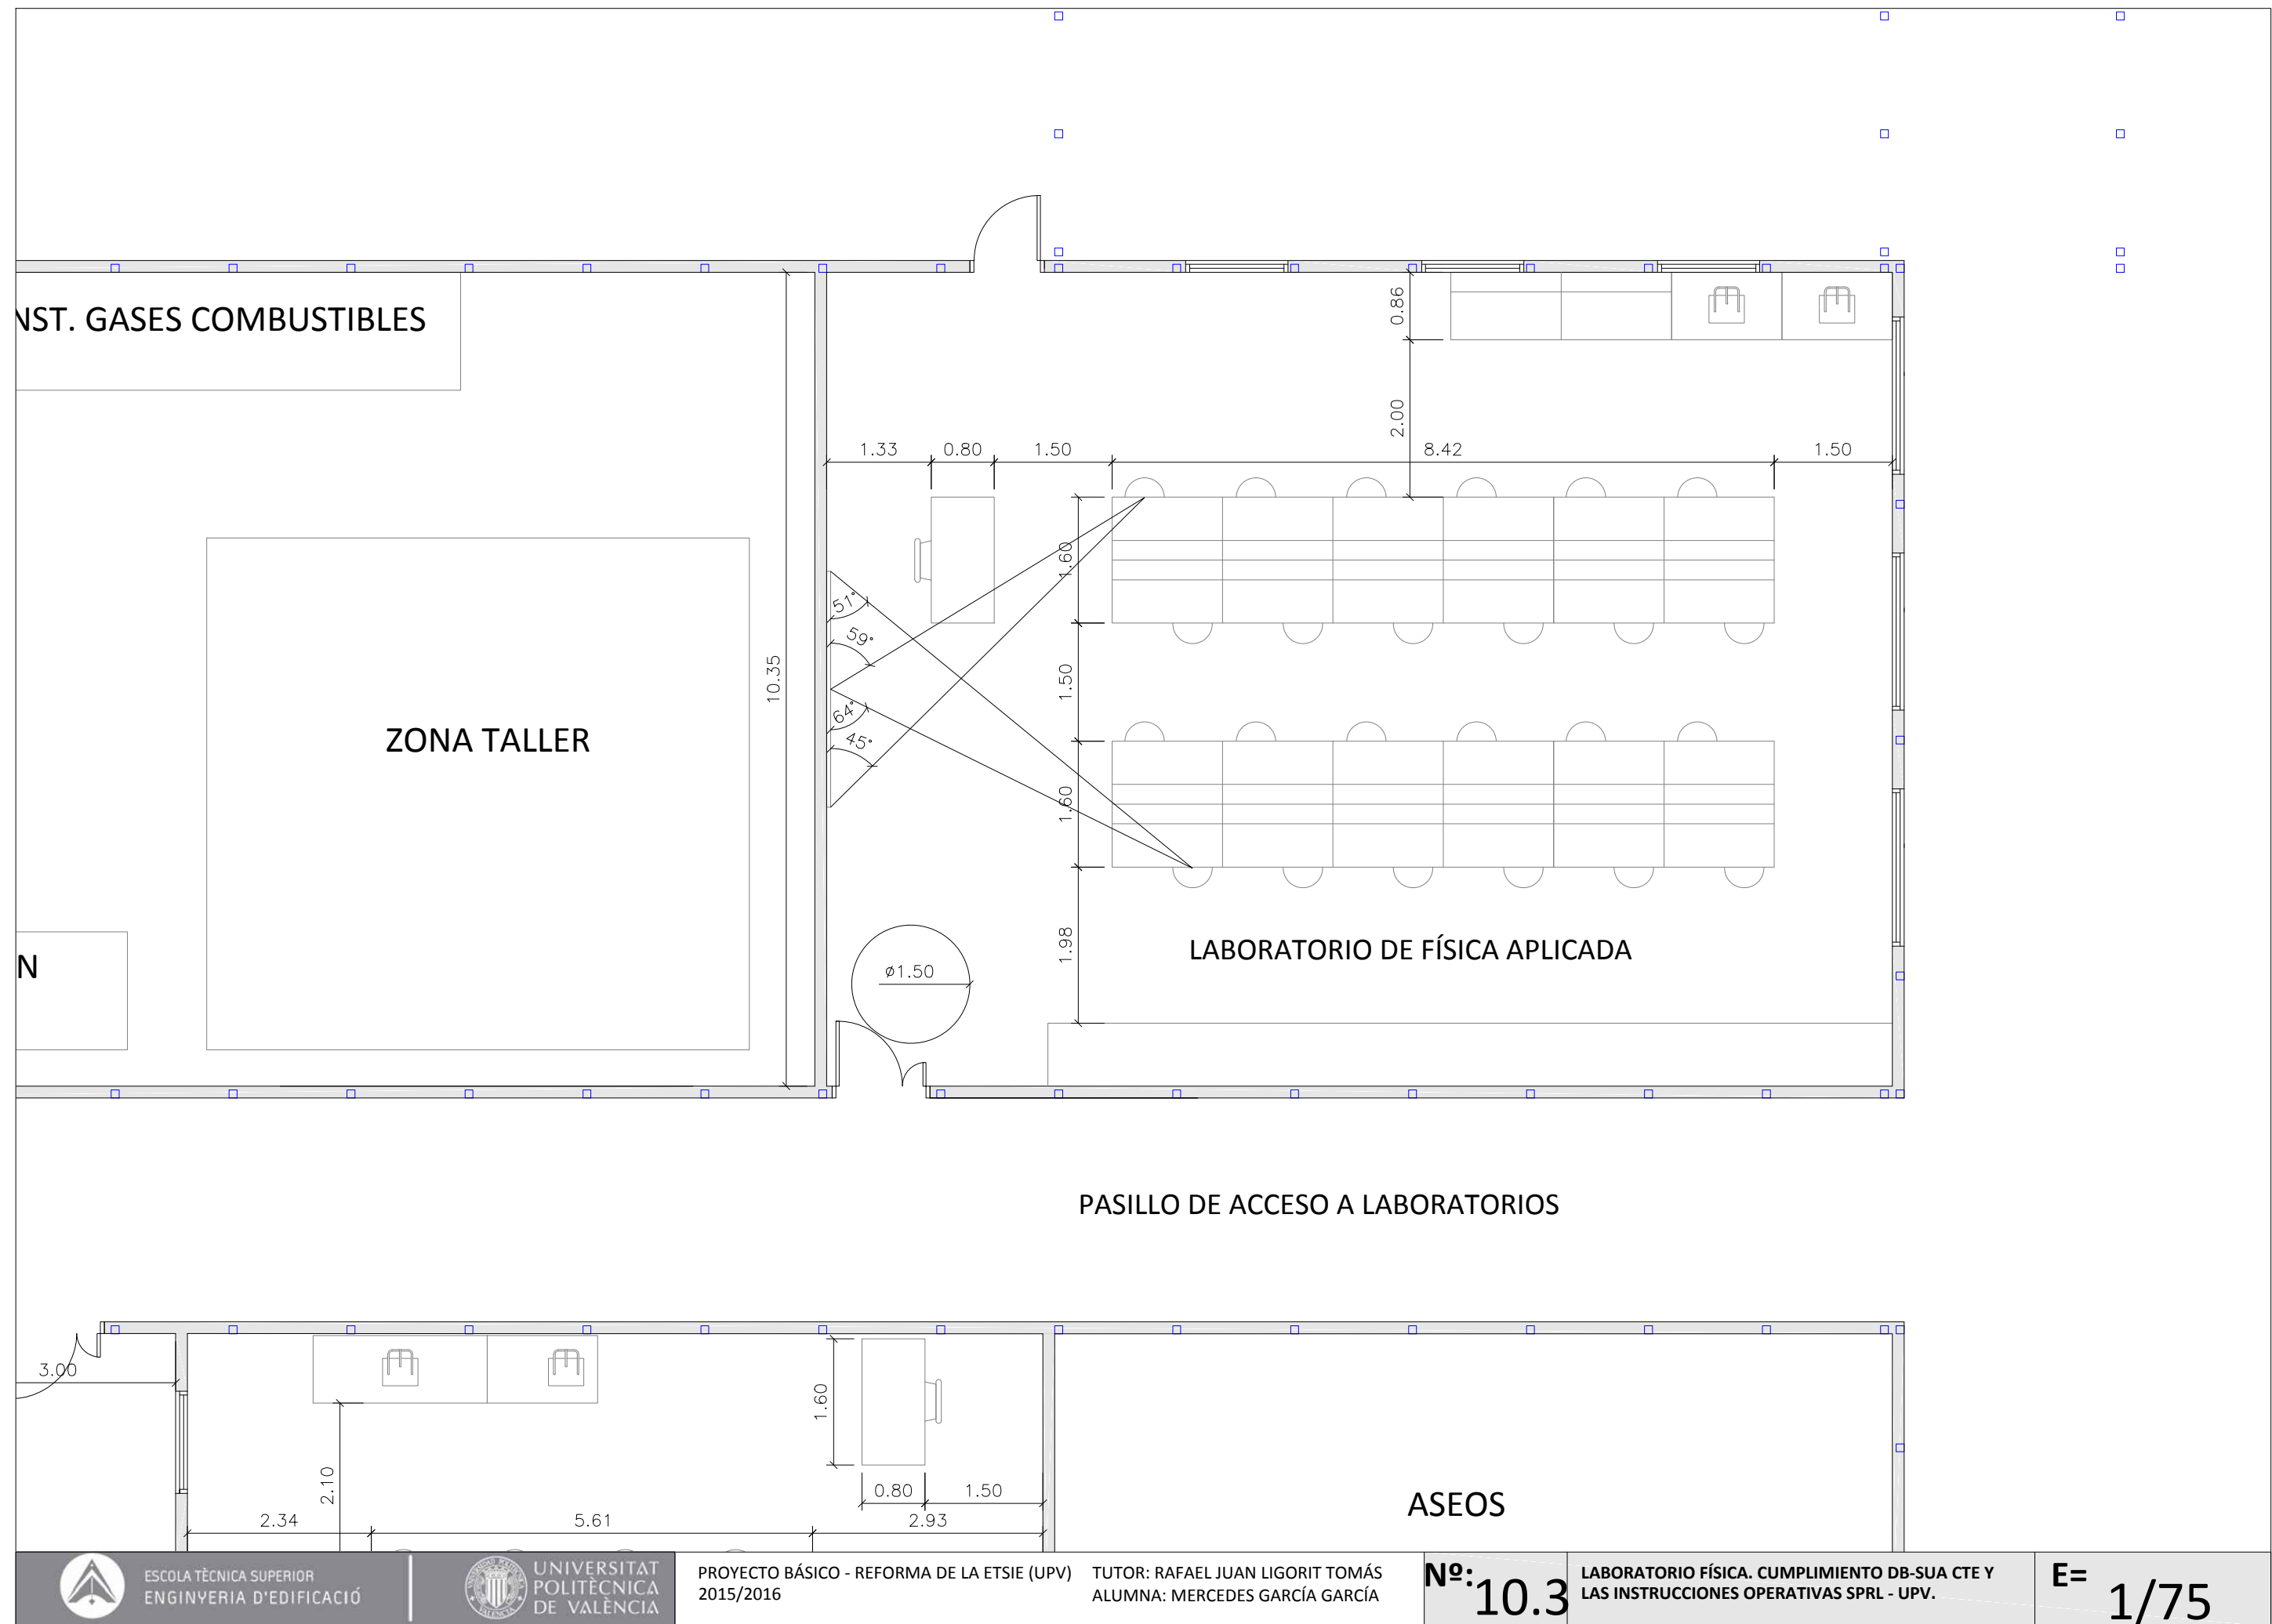 NST. GASES COMBUSTIBLES
0.86
2.00
1.33
0.80
1.50
8.42
1.50
1.60
51°
59°
10.35
1.50
ZONA TALLER
64°
45°
1.60
N
1.98
LABORATORIO DE FÍSICA APLICADA
ø1.50
PASILLO DE ACCESO A LABORATORIOS
3.00
1.60
2.10
0.80
1.50
2.34
5.61
2.93
ASEOS
ESCOLA TÈCNICA SUPERIOR
ENGINYERIA D'EDIFICACIÓ
UNIVERSITAT
POLITÈCNICA
DE VALÈNCIA
PROYECTO BÁSICO - REFORMA DE LA ETSIE (UPV)
2015/2016
TUTOR: RAFAEL JUAN LIGORIT TOMÁS
ALUMNA: MERCEDES GARCÍA GARCÍA
Nº: 10.3
LABORATORIO FÍSICA. CUMPLIMIENTO DB-SUA CTE Y
LAS INSTRUCCIONES OPERATIVAS SPRL - UPV.
E= 1/75